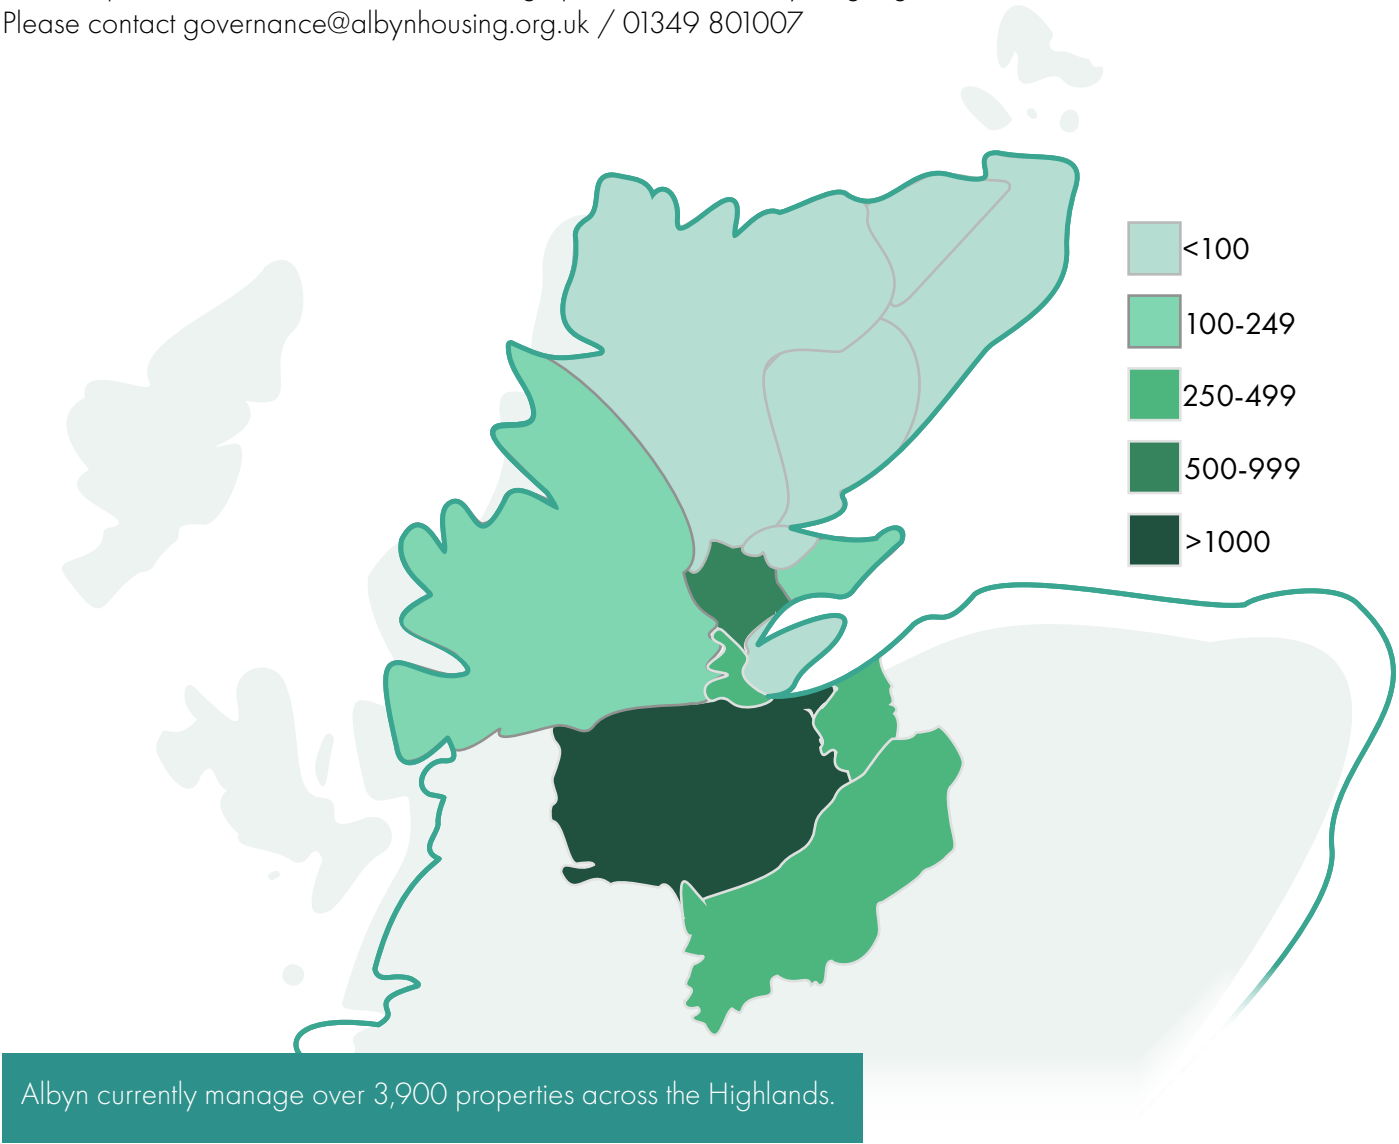 Please contact governance@albynhousing.org.uk / 01349 801007
<100
100-249
250-499
500-999
>1000
Albyn currently manage over 3,900 properties across the Highlands.